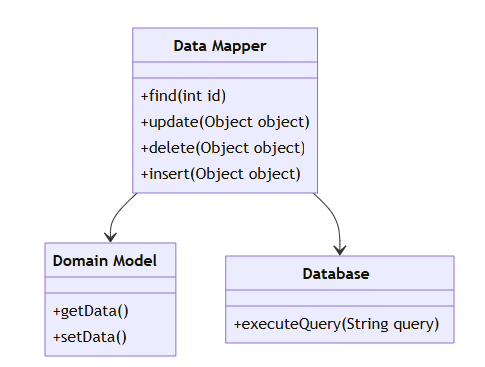 Data Mapper
+find(int id)
+update(Object object)
+delete(Object object)
+insert(Object object)
Domain Model
+getData()
+setData()
Database
+executeQuery(String query)